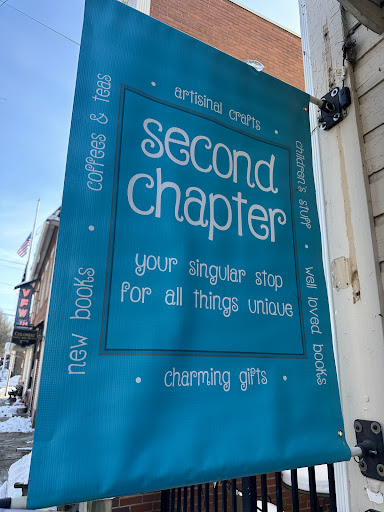 artisinal crafts
second
chapter
your singular stop
for all things unique
charming gifts
new books • coffees & teas
children's stuff • well loved books